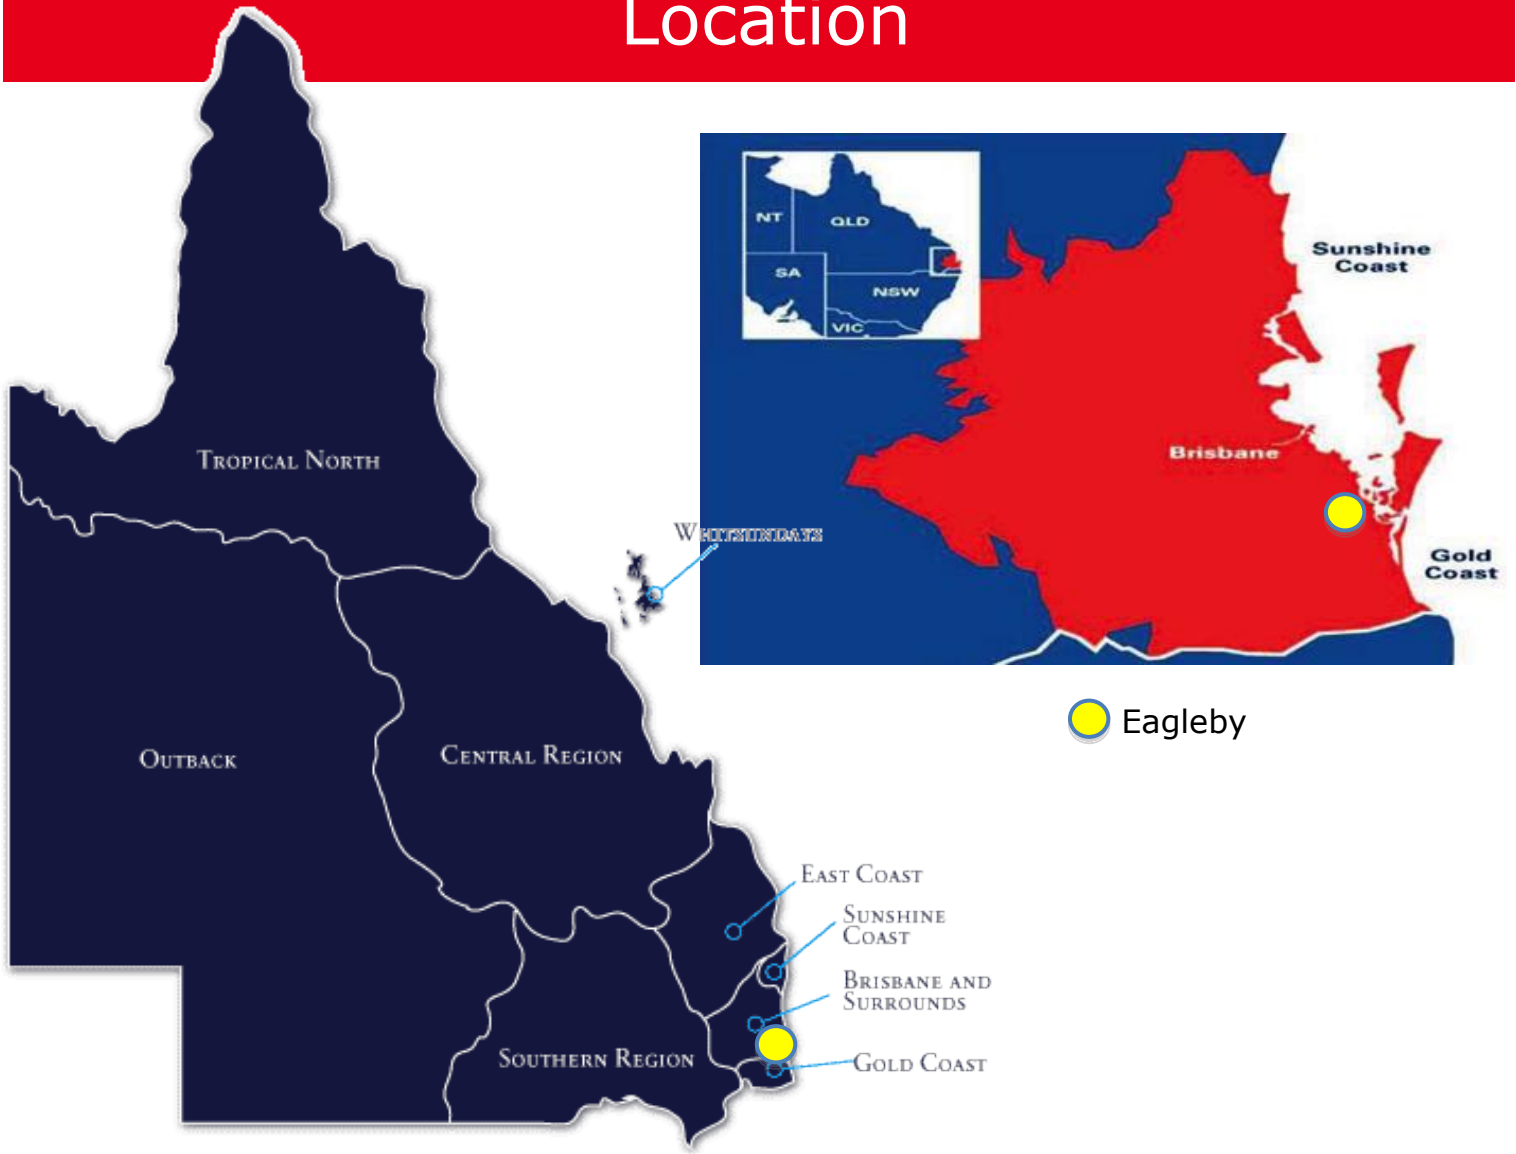 Location
NT
QLD
SA
NSW
VIC
Sunshine
Coast
Brisbane
Gold
Coast
Eagleby
TROPICAL NORTH
WHITSUNDAYS
OUTBACK
CENTRAL REGION
EAST COAST
SUNSHINE
COAST
BRISBANE AND
SURROUNDS
SOUTHERN REGION
GOLD COAST